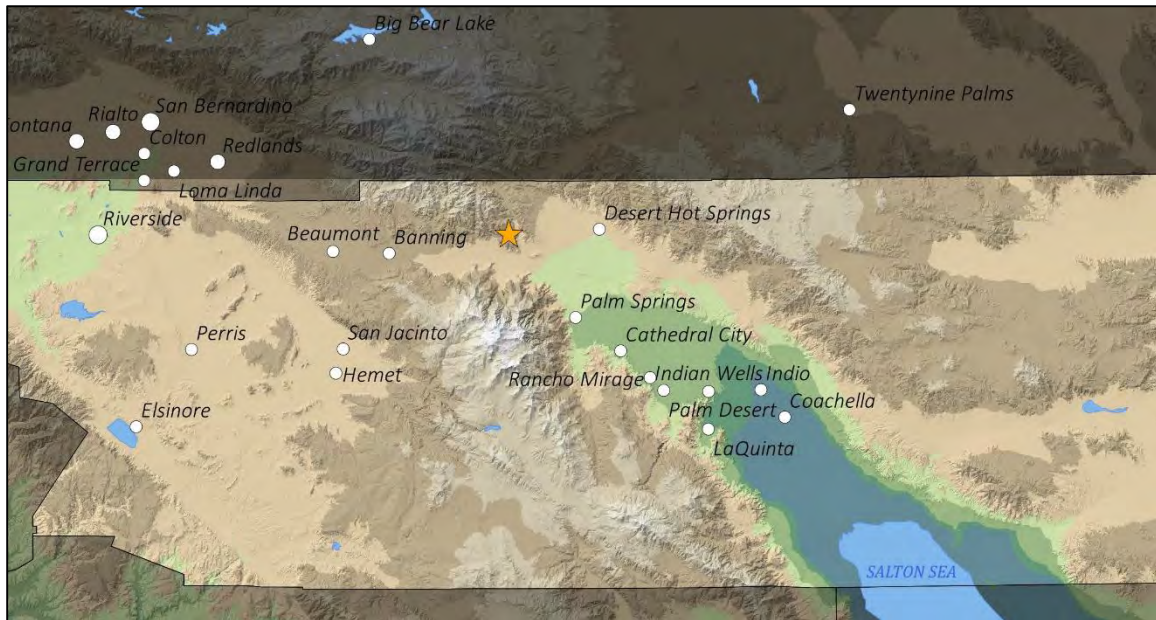 Big Bear Lake
Twentynine Palms
San Bernardino
Rialto
ontana
Colton
Redlands
Grand Terrace
Loma Linda
Riverside
Desert Hot Springs
Beaumont
Banning
Palm Springs
Perris
San Jacinto
Cathedral City
Hemet
Rancho Mirage
Indian Wells
Indio
Palm Desert
Coachella
Elsinore
LaQuinta
SALTON SEA